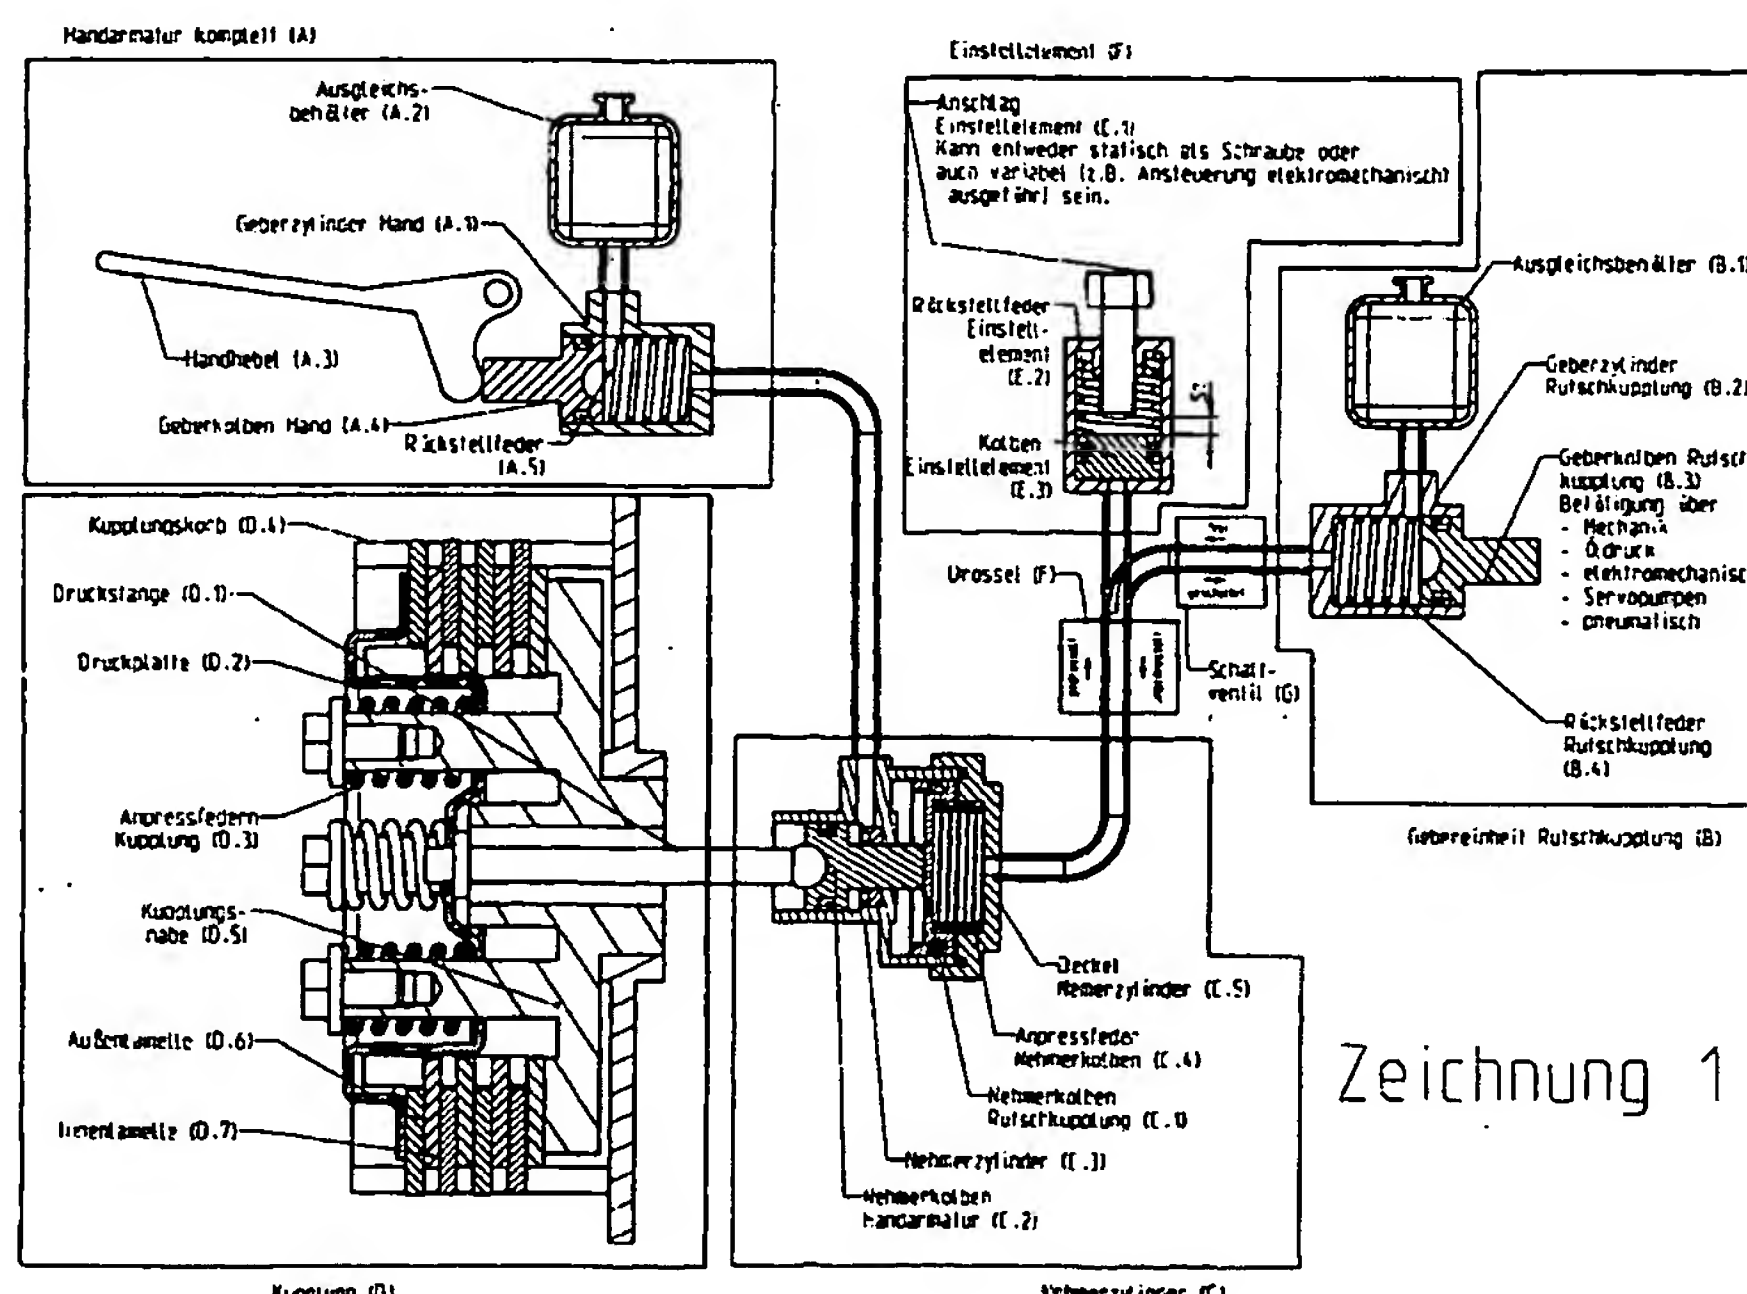 Handarmatur komplett (A)
Ausgleichs-
behälter (A.2)
Geberzylinder Hand (A.1)
Handhebel (A.3)
Geberkolben Hand (A.4)
Rückstellfeder
(A.5)
Einstellelement (F)
Anschlag
Einstellelement (E.1)
Kann entweder statisch als Schraube oder
auch variabel (z.B. Ansteuerung elektromechanisch)
ausgeführt sein.
Rückstellfeder
Einstell-
element
(E.2)
Kolben
Einstellelement
(E.3)
Ausgleichsbehälter (B.1)
Geberzylinder
Rutschkupplung (B.2)
Geberkolben Rutsch
kupplung (B.3)
Betätigung über
- Mechanik
- Öldruck
- elektromechanisc
- Servopumpen
- pneumatisch
Drossel (F)
Schalt-
ventil (G)
Rückstellfeder
Rutschkupplung
(B.4)
Gebereinheit Rutschkupplung (B)
Kupplungskorb (D.4)
Druckstange (D.1)
Druckplatte (D.2)
Anpressfedern
Kupplung (D.3)
Kupplungs-
nabe (D.5)
Außenlamelle (D.6)
Innenlamelle (D.7)
Deckel
Nehmerzylinder (C.5)
Anpressfeder
Nehmerkolben (C.4)
Nehmerkolben
Rutschkupplung (C.1)
Nehmerzylinder (C.3)
Nehmerkolben
Handarmatur (C.2)
Zeichnung 1
Kupplung (D)
Nehmerzylinder (C)